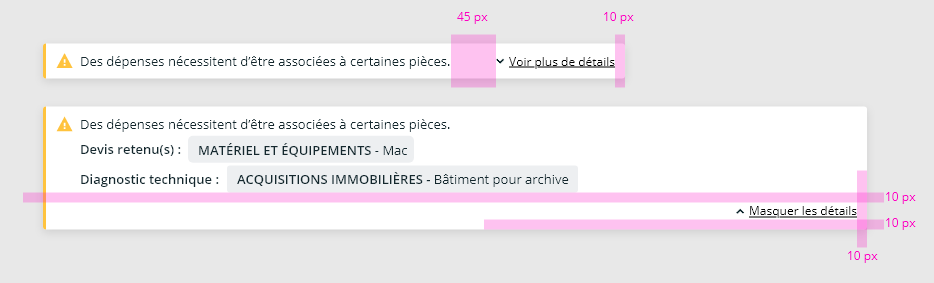 45 px
10 px
Des dépenses nécessitent d’être associées à certaines pièces.
Voir plus de détails
Des dépenses nécessitent d’être associées à certaines pièces.
Devis retenu(s) : MATÉRIEL ET ÉQUIPEMENTS - Mac
Diagnostic technique : ACQUISITIONS IMMOBILIÈRES - Bâtiment pour archive
10 px
Masquer les détails
10 px
10 px